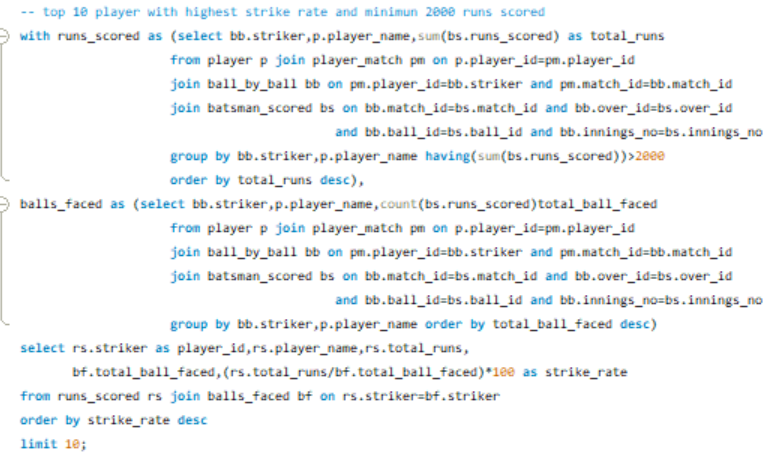 -- top 10 player with highest strike rate and minimun 2000 runs scored
with runs_scored as (select bb.striker,p.player_name,sum(bs.runs_scored) as total_runs
from player p join player_match pm on p.player_id=pm.player_id
join ball_by_ball bb on pm.player_id=bb.striker and pm.match_id=bb.match_id
join batsman_scored bs on bb.match_id=bs.match_id and bb.over_id=bs.over_id
and bb.ball_id=bs.ball_id and bb.innings_no=bs.innings_no
group by bb.striker,p.player_name having(sum(bs.runs_scored))>2000
order by total_runs desc),
balls_faced as (select bb.striker,p.player_name,count(bs.runs_scored)total_ball_faced
from player p join player_match pm on p.player_id=pm.player_id
join ball_by_ball bb on pm.player_id=bb.striker and pm.match_id=bb.match_id
join batsman_scored bs on bb.match_id=bs.match_id and bb.over_id=bs.over_id
and bb.ball_id=bs.ball_id and bb.innings_no=bs.innings_no
group by bb.striker,p.player_name order by total_ball_faced desc)
select rs.striker as player_id,rs.player_name,rs.total_runs,
bf.total_ball_faced,(rs.total_runs/bf.total_ball_faced)*100 as strike_rate
from runs_scored rs join balls_faced bf on rs.striker=bf.striker
order by strike_rate desc
limit 10;